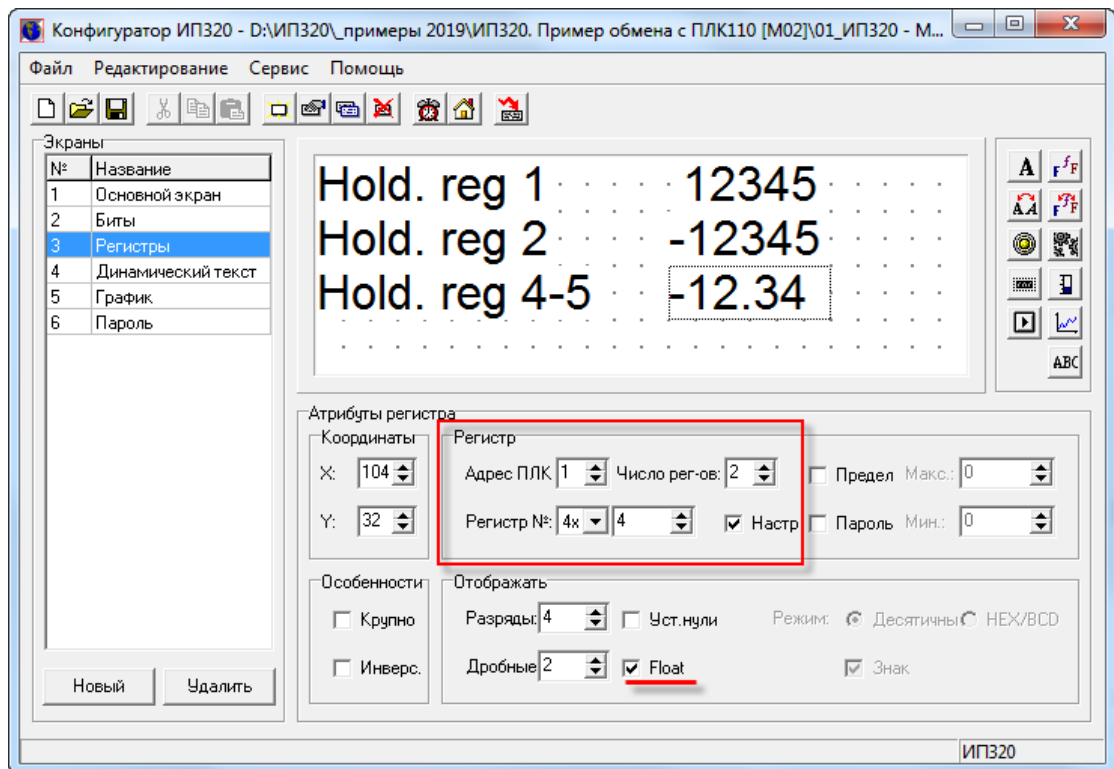 Конфигуратор ИП320 - D:\ИП320\_примеры 2019\ИП320. Пример обмена с ПЛК110 [M02]\01_ИП320 - M...
Файл Редактирование Сервис Помощь
Экраны
№ Название
1 Основной экран
2 Биты
3 Регистры
4 Динамический текст
5 График
6 Пароль
Новый Удалить
Hold. reg 1 12345
Hold. reg 2 -12345
Hold. reg 4-5 -12.34
A F f F
A A F F F
ABC
Атрибуты регистра
Координаты
X: 104
Y: 32
Регистр
Адрес ПЛК 1 Число рег-ов: 2
Регистр №: 4x 4 Настр
Предел Макс.: 0
Пароль Мин.: 0
Особенности
Крупно
Инверс.
Отображать
Разряды: 4 Уст.нули Режим: Десятичны HEX/BCD
Дробные 2 Float Знак
ИП320